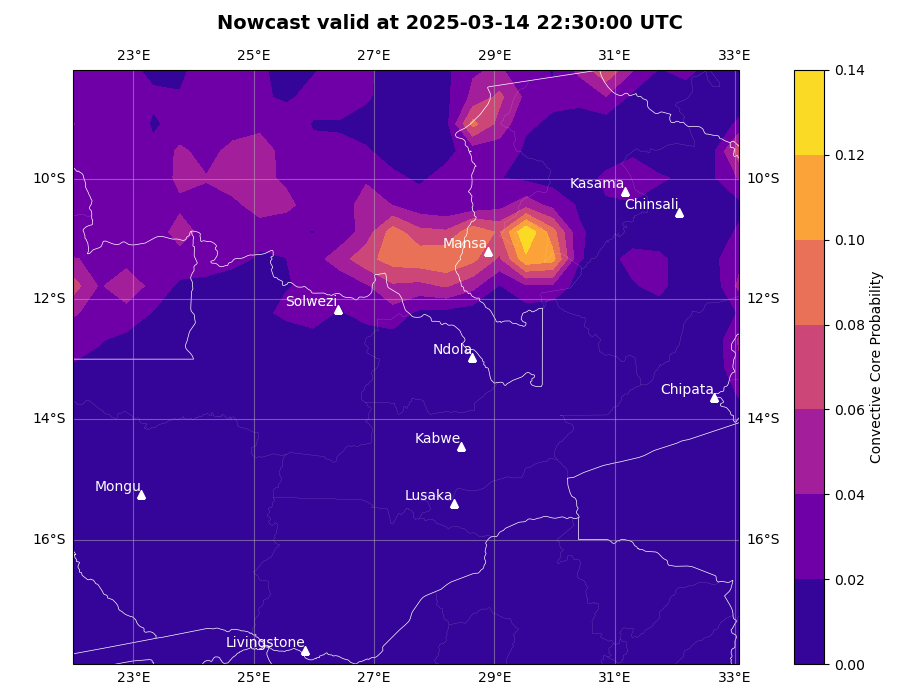 Nowcast valid at 2025-03-14 22:30:00 UTC
23°E 25°E 27°E 29°E 31°E 33°E
0.14
0.12
10°S Kasama 10°S
Chinsali
0.10
Mansa
12°S Solwezi 12°S
0.08
Ndola
Chipata
14°S 14°S
0.06
Kabwe
Mongu Lusaka
0.04
16°S 16°S
0.02
Livingstone
0.00
23°E 25°E 27°E 29°E 31°E 33°E
Convective Core Probability